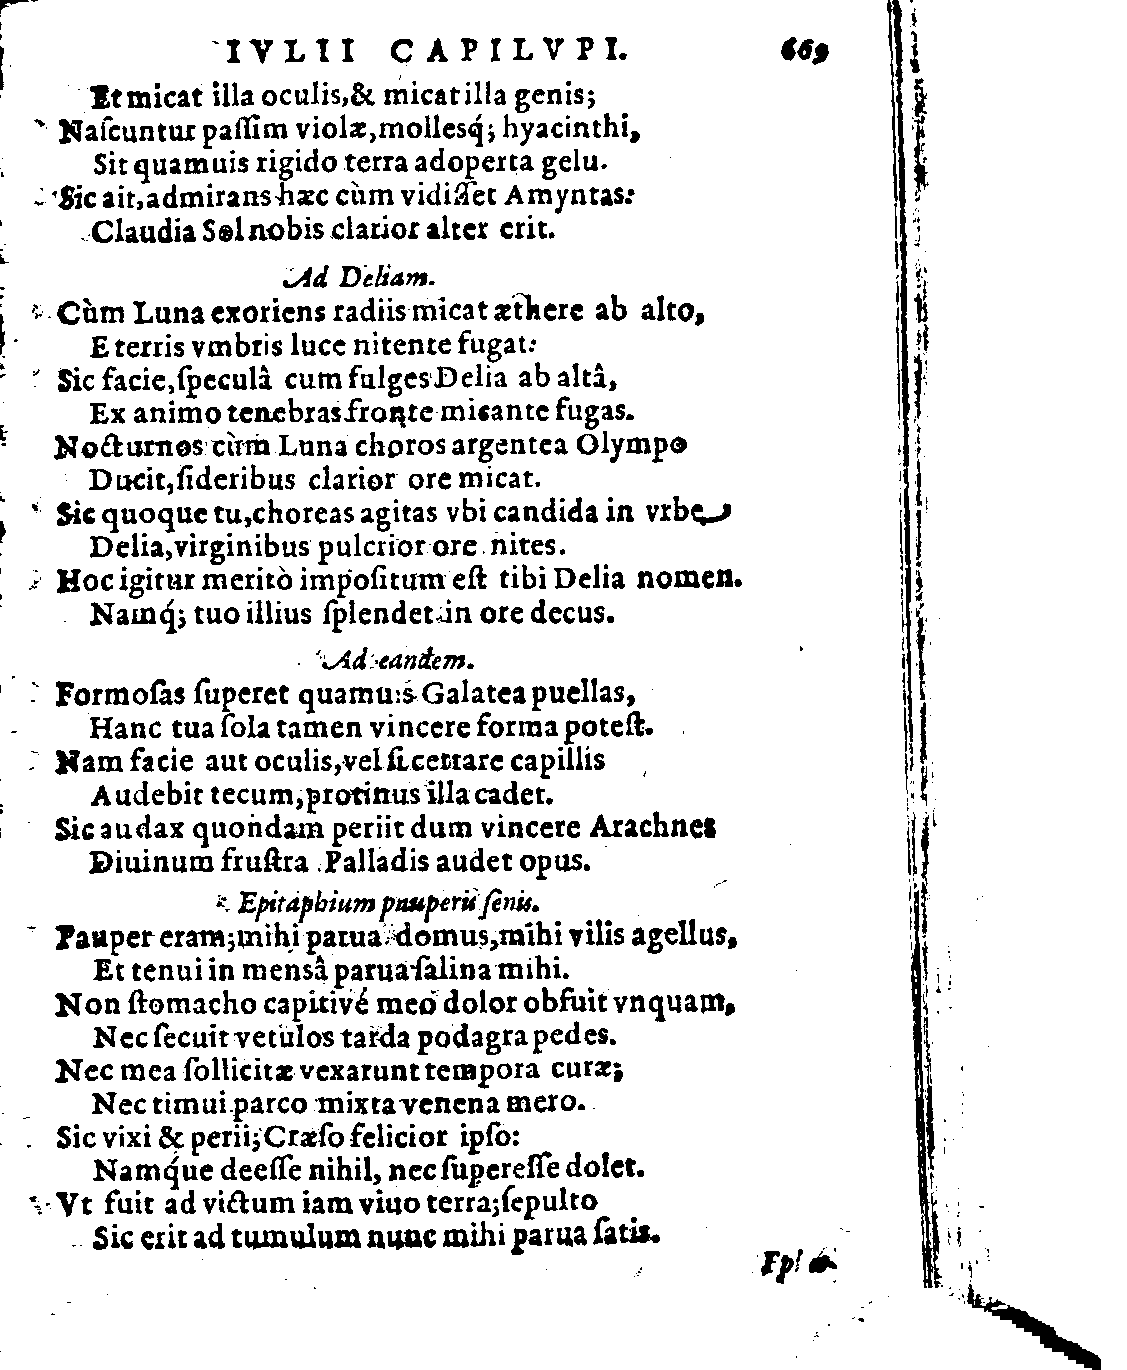 IVLII CAPILVPI. 669
Et micat illa oculis, & micat illa genis;
Naſcuntur paſſim violæ, mollesq́; hyacinthi,
Sit quamuis rigido terra adoperta gelu.
Sic ait, admirans hæc cùm vidiſſet Amyntas:
Claudia Sol nobis clarior alter erit.
Ad Deliam.
Cùm Luna exoriens radiis micat æthere ab alto,
E terris vmbris luce nitente fugat:
Sic facie, ſpeculâ cum fulges Delia ab altâ,
Ex animo tenebras fronte micante fugas.
Nocturnos cùm Luna choros argentea Olympo
Ducit, ſideribus clarior ore micat.
Sic quoque tu, choreas agitas vbi candida in vrbe
Delia, virginibus pulcrior ore nites.
Hoc igitur meritò impoſitum eſt tibi Delia nomen.
Namq́; tuo illius ſplendet in ore decus.
Ad eandem.
Formoſas ſuperet quamuis Galatea puellas,
Hanc tua ſola tamen vincere forma poteſt.
Nam facie aut oculis, vel ſi certare capillis
Audebit tecum, protinus illa cadet.
Sic audax quondam periit dum vincere Arachnes
Diuinum fruſtra Palladis audet opus.
Epitaphium pauperis ſenis.
Pauper eram; mihi parua domus, mihi vilis agellus,
Et tenui in mensâ parua ſalina mihi.
Non ſtomacho capitivé meo dolor obfuit vnquam,
Nec ſecuit vetulos tarda podagra pedes.
Nec mea ſollicitæ vexarunt tempora curæ;
Nec timui parco mixta venena mero.
Sic vixi & perii; Cræſo felicior ipſo:
Namq́ue deeſſe nihil, nec ſupereſſe dolet.
Vt fuit ad victum iam viuo terra; ſepulto
Sic erit ad tumulum nunc mihi parua ſatis.